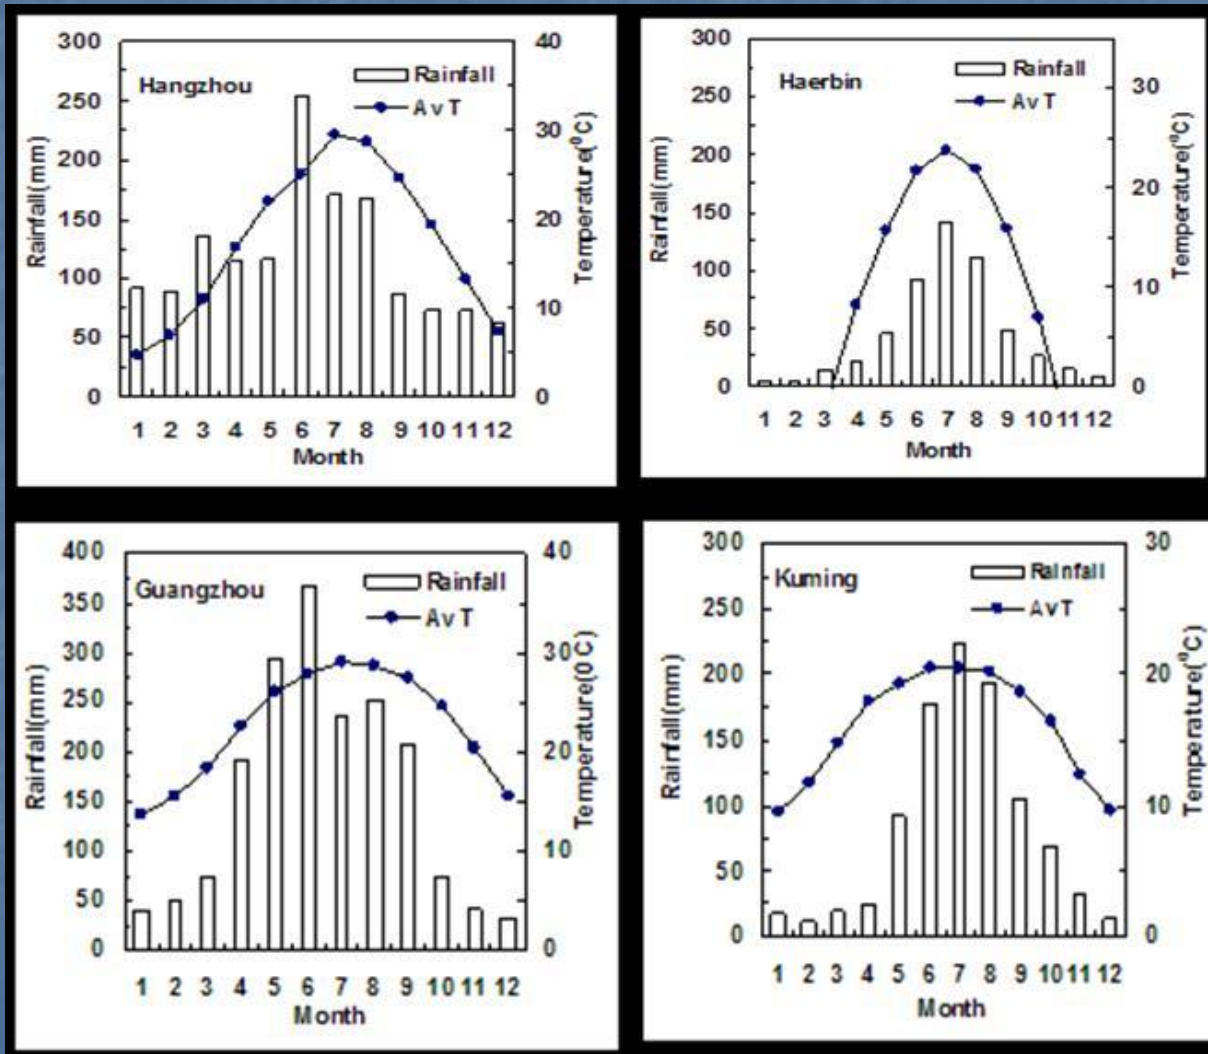 300
250
200
150
100
50
0
Rainfall(mm)
Hangzhou
Rainfall
AvT
40
30
20
10
0
Temperature(⁰C)
1 2 3 4 5 6 7 8 9 10 11 12
Month
300
250
200
150
100
50
0
Rainfall(mm)
Haerbin
Rainfall
AvT
30
20
10
0
Temperature(⁰C)
1 2 3 4 5 6 7 8 9 10 11 12
Month
400
350
300
250
200
150
100
50
0
Rainfall(mm)
Guangzhou
Rainfall
AvT
40
30
20
10
0
Temperature(0C)
1 2 3 4 5 6 7 8 9 10 11 12
Month
300
250
200
150
100
50
0
Rainfall(mm)
Kuming
Rainfall
AvT
30
20
10
0
Temperature(⁰C)
1 2 3 4 5 6 7 8 9 10 11 12
Month